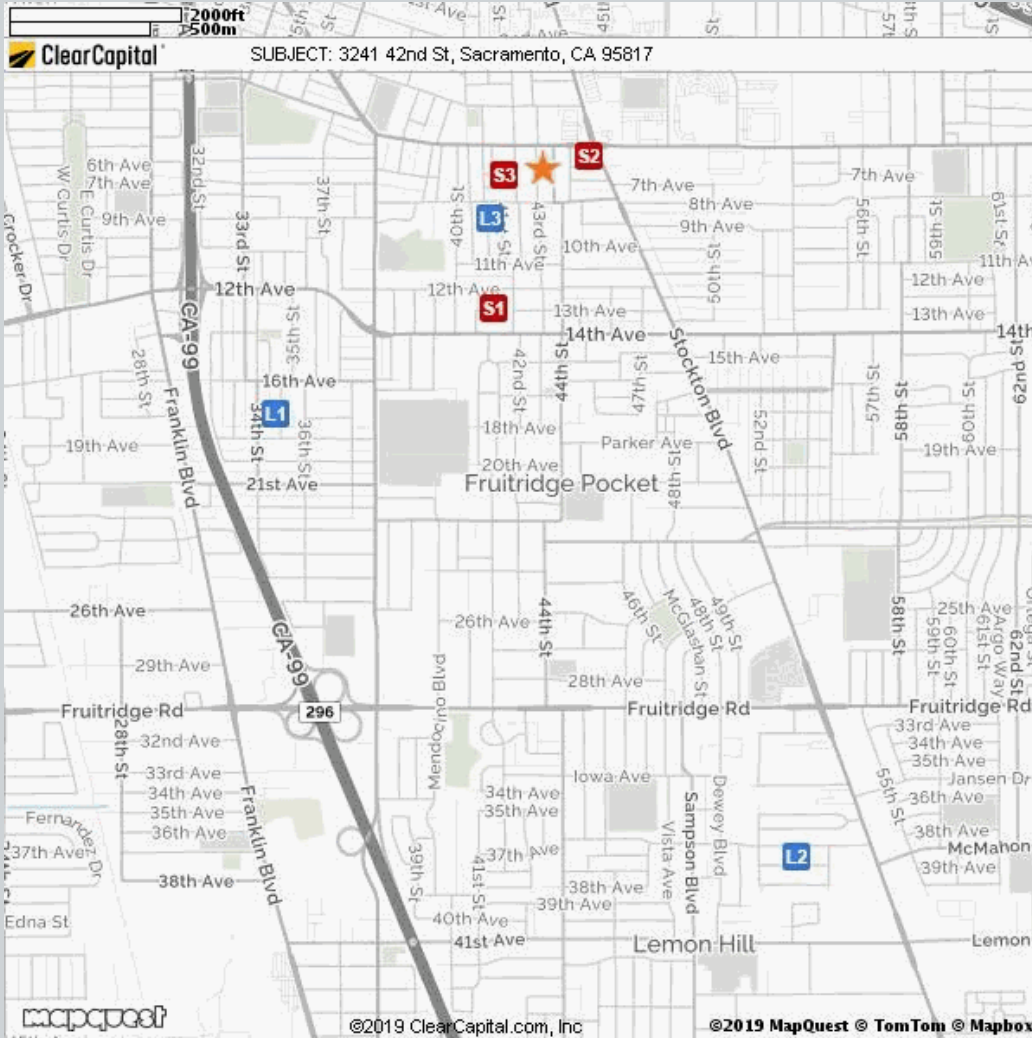 2000ft
500m
ClearCapital
SUBJECT: 3241 42nd St, Sacramento, CA 95817
45th
57th
6th Ave
7th Ave
W Curtis Dr
E Curtis Dr
9th Ave
Crocker Dr
32nd St
33rd St
37th St
40th St
S3
S2
L3
43rd St
7th Ave
8th Ave
9th Ave
10th Ave
11th Ave
50th St
7th Ave
56th St
59th St
61st St
11th Av
12th Ave
13th Ave
12th Ave
12th Ave
S1
13th Ave
14th Ave
14th
CA-99
35th St
28th St
16th Ave
L1
34th St
36th St
Franklin Blvd
19th Ave
21st Ave
42nd St
44th St
47th St
Stockton Blvd
15th Ave
18th Ave
20th Ave
Parker Ave
48th St
52nd St
57th St
58th St
60th St
62nd St
19th Ave
Fruitridge Pocket
26th Ave
CA-99
29th Ave
26th Ave
44th St
46th St
McGlashan St
48th St
49th St
28th Ave
58th St
25th Ave
59th St
60th St
61st St
Argo Way
62nd St
Fruitridge Rd
296
Fruitridge Rd
Fruitridge Rd
28th St
32nd Ave
33rd Ave
34th Ave
35th Ave
36th Ave
Franklin Blvd
Mendocino Blvd
Iowa Ave
34th Ave
35th Ave
33rd Ave
34th Ave
35th Ave
Jansen Dr
36th Ave
55th St
38th Ave
McMahon
39th Ave
Fernandez Dr
37th Ave
38th Ave
Edna St
39th St
41st St
37th Ave
38th Ave
39th Ave
40th Ave
41st Ave
Vista Ave
Sampson Blvd
Dewey Blvd
L2
Lemon Hill
Lemon
mapquest
©2019 ClearCapital.com, Inc
©2019 MapQuest © TomTom © Mapbox